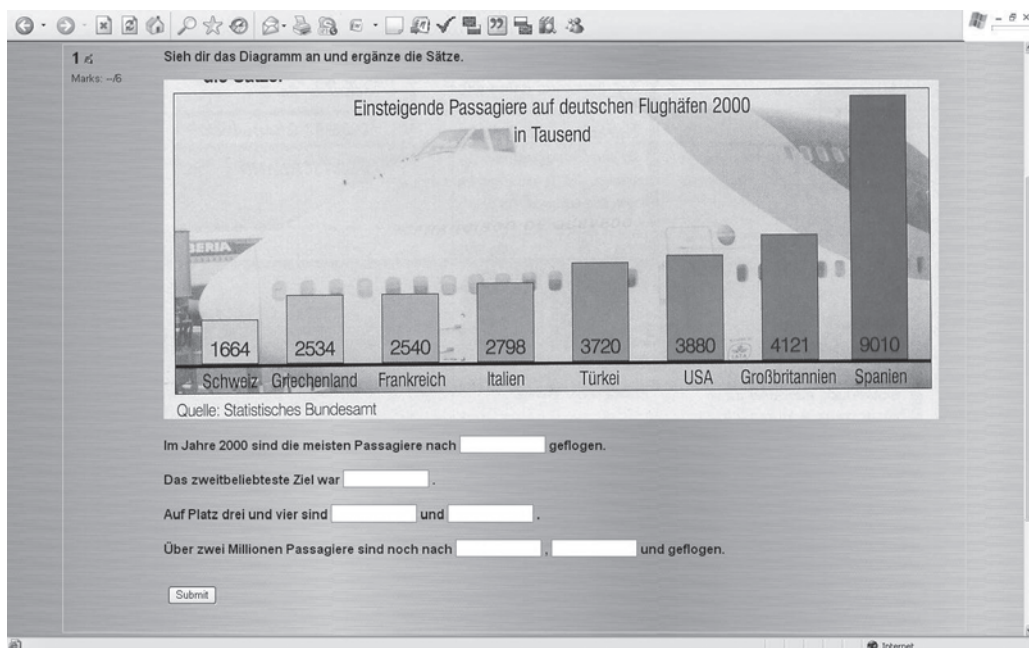 1
Marks: --/6
Sieh dir das Diagramm an und ergänze die Sätze.
die Sätze.
Einsteigende Passagiere auf deutschen Flughäfen 2000
in Tausend
IBERIA
1664 2534 2540 2798 3720 3880 4121 9010
Schweiz Griechenland Frankreich Italien Türkei USA Großbritannien Spanien
Quelle: Statistisches Bundesamt
Im Jahre 2000 sind die meisten Passagiere nach geflogen.
Das zweitbeliebteste Ziel war .
Auf Platz drei und vier sind und .
Über zwei Millionen Passagiere sind noch nach , und geflogen.
Submit
Internet